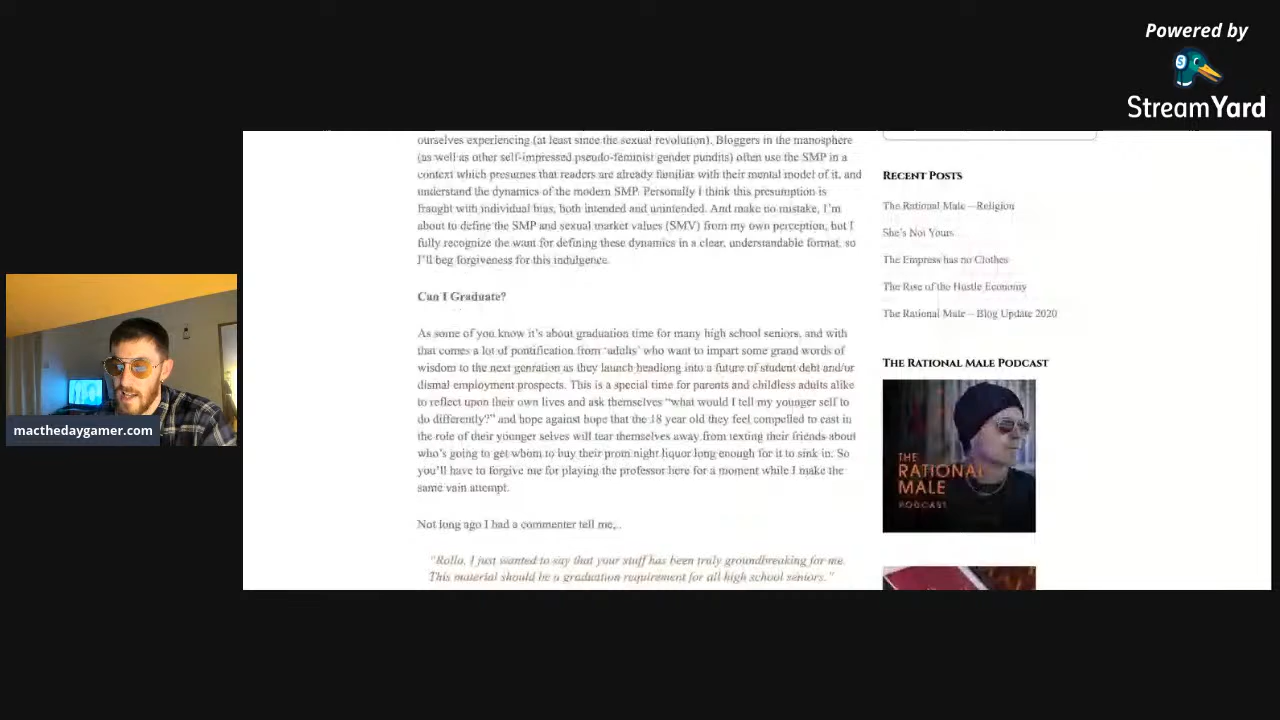 Powered by
StreamYard
ourselves experiencing (at least since the sexual revolution). Bloggers in the manosphere
(as well as other self-impressed pseudo-feminist gender pundits) often use the SMP in a
context which presumes that readers are already familiar with their mental model of it, and
understand the dynamics of the modern SMP. Personally I think this presumption is
fraught with individual bias, both intended and unintended. And make no mistake, I'm
about to define the SMP and sexual market values (SMV) from my own perception, but I
fully recognize the want for defining these dynamics in a clear, understandable format, so
I'll beg forgiveness for this indulgence.
Can I Graduate?
As some of you know it's about graduation time for many high school seniors, and with
that comes a lot of pontification from 'adults' who want to impart some grand words of
wisdom to the next genration as they launch headlong into a future of student debt and/or
dismal employment prospects. This is a special time for parents and childless adults alike
to reflect upon their own lives and ask themselves "what would I tell my younger self to
do differently?" and hope against hope that the 18 year old they feel compelled to cast in
the role of their younger selves will tear themselves away from texting their friends about
who's going to get whom to buy their prom night liquor long enough for it to sink in. So
you'll have to forgive me for playing the professor here for a moment while I make the
same vain attempt.
Not long ago I had a commenter tell me...
"Rollo, I just wanted to say that your stuff has been truly groundbreaking for me.
This material should be a graduation requirement for all high school seniors."
RECENT POSTS
The Rational Male – Religion
She's Not Yours
The Empress has no Clothes
The Rise of the Hustle Economy
The Rational Male – Blog Update 2020
THE RATIONAL MALE PODCAST
THE
RATIONAL
MALE
PODCAST
macthedaygamer.com